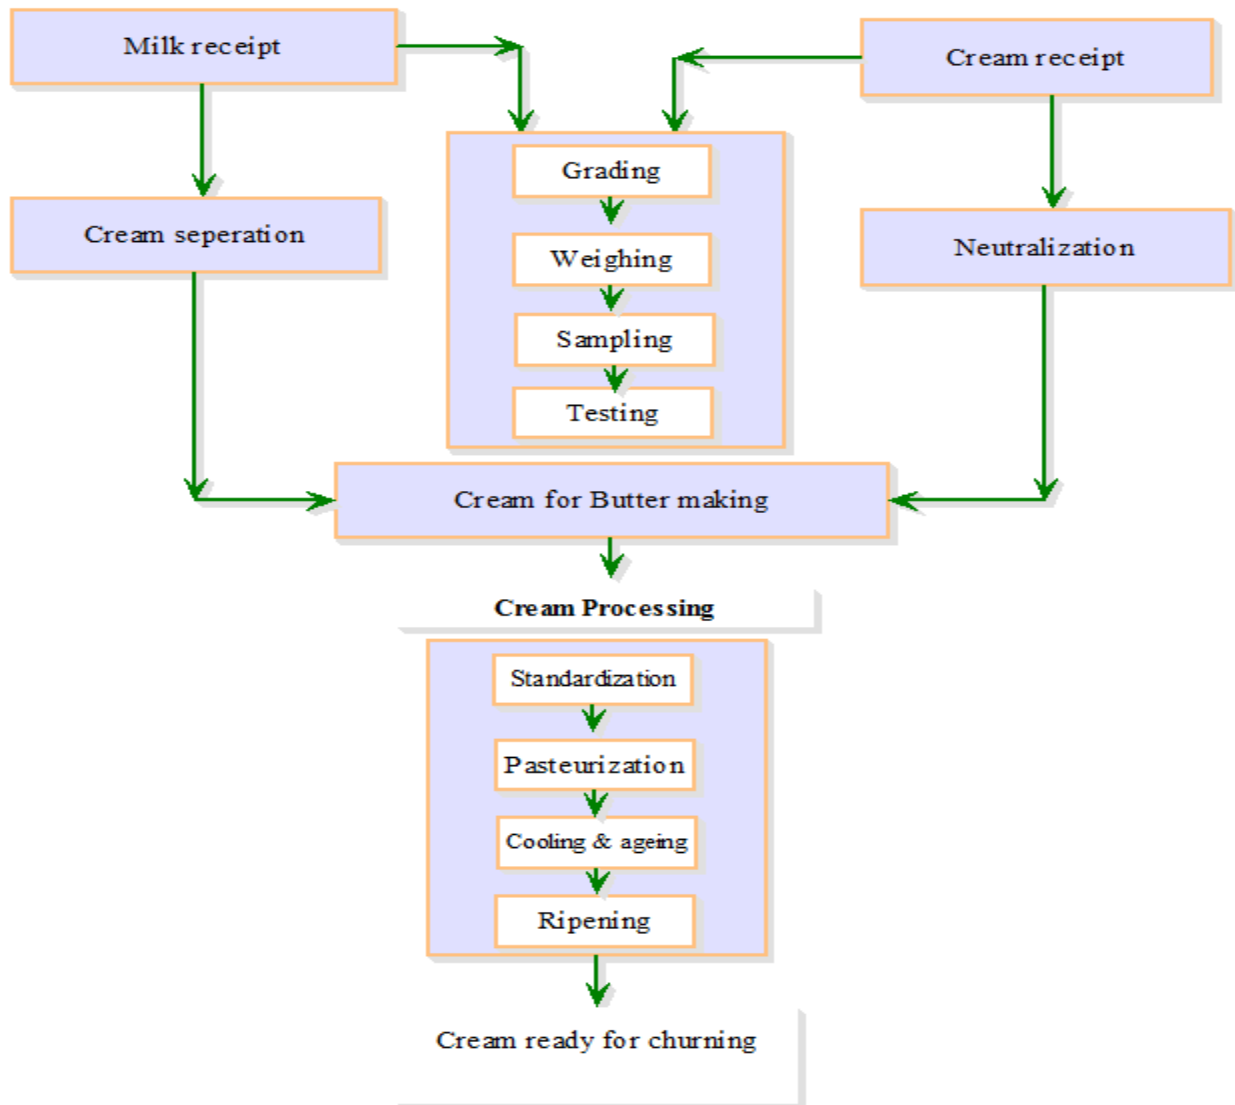 Milk receipt
Cream receipt
Grading
Cream seperation
Weighing
Neutralization
Sampling
Testing
Cream for Butter making
Cream Processing
Standardization
Pasteurization
Cooling & ageing
Ripening
Cream ready for churning